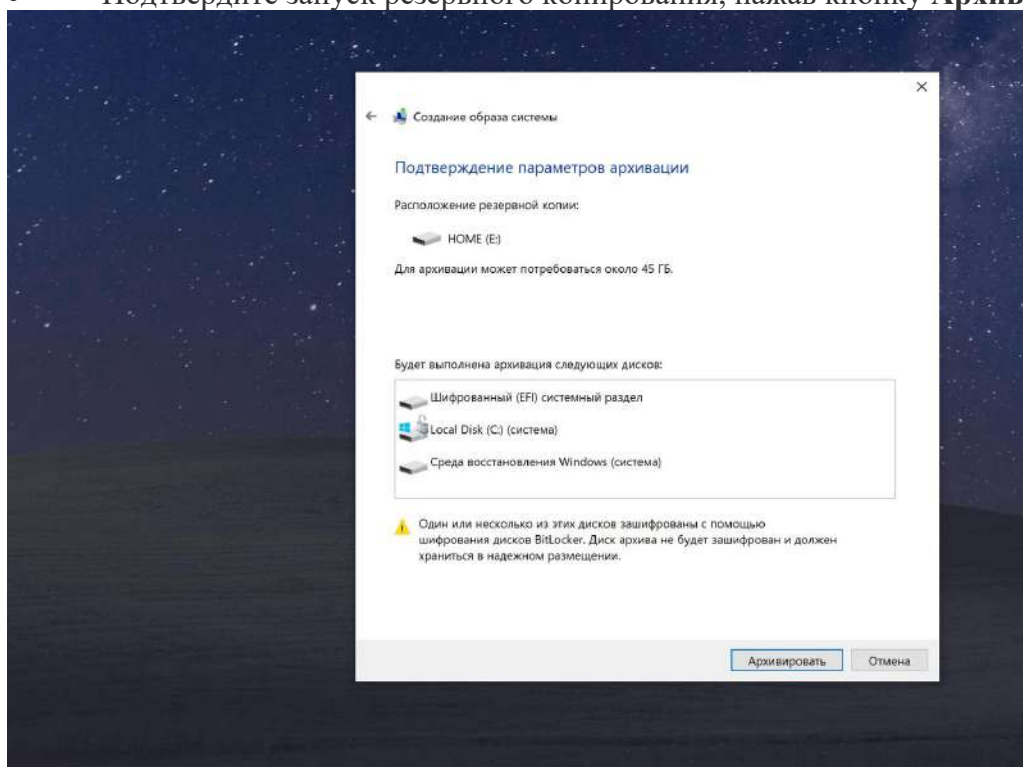 Подтвердите запуск резервного копирования, нажав кнопку
Создание образа системы
Подтверждение параметров архивации
Расположение резервной копии:
HOME (E:)
Для архивации может потребоваться около 45 ГБ.
Будет выполнена архивация следующих дисков:
Шифрованный (EFI) системный раздел
Local Disk (C:) (система)
Среда восстановления Windows (система)
Один или несколько из этих дисков зашифрованы с помощью
шифрования дисков BitLocker. Диск архива не будет зашифрован и должен
храниться в надежном размещении.
Архивировать Отмена